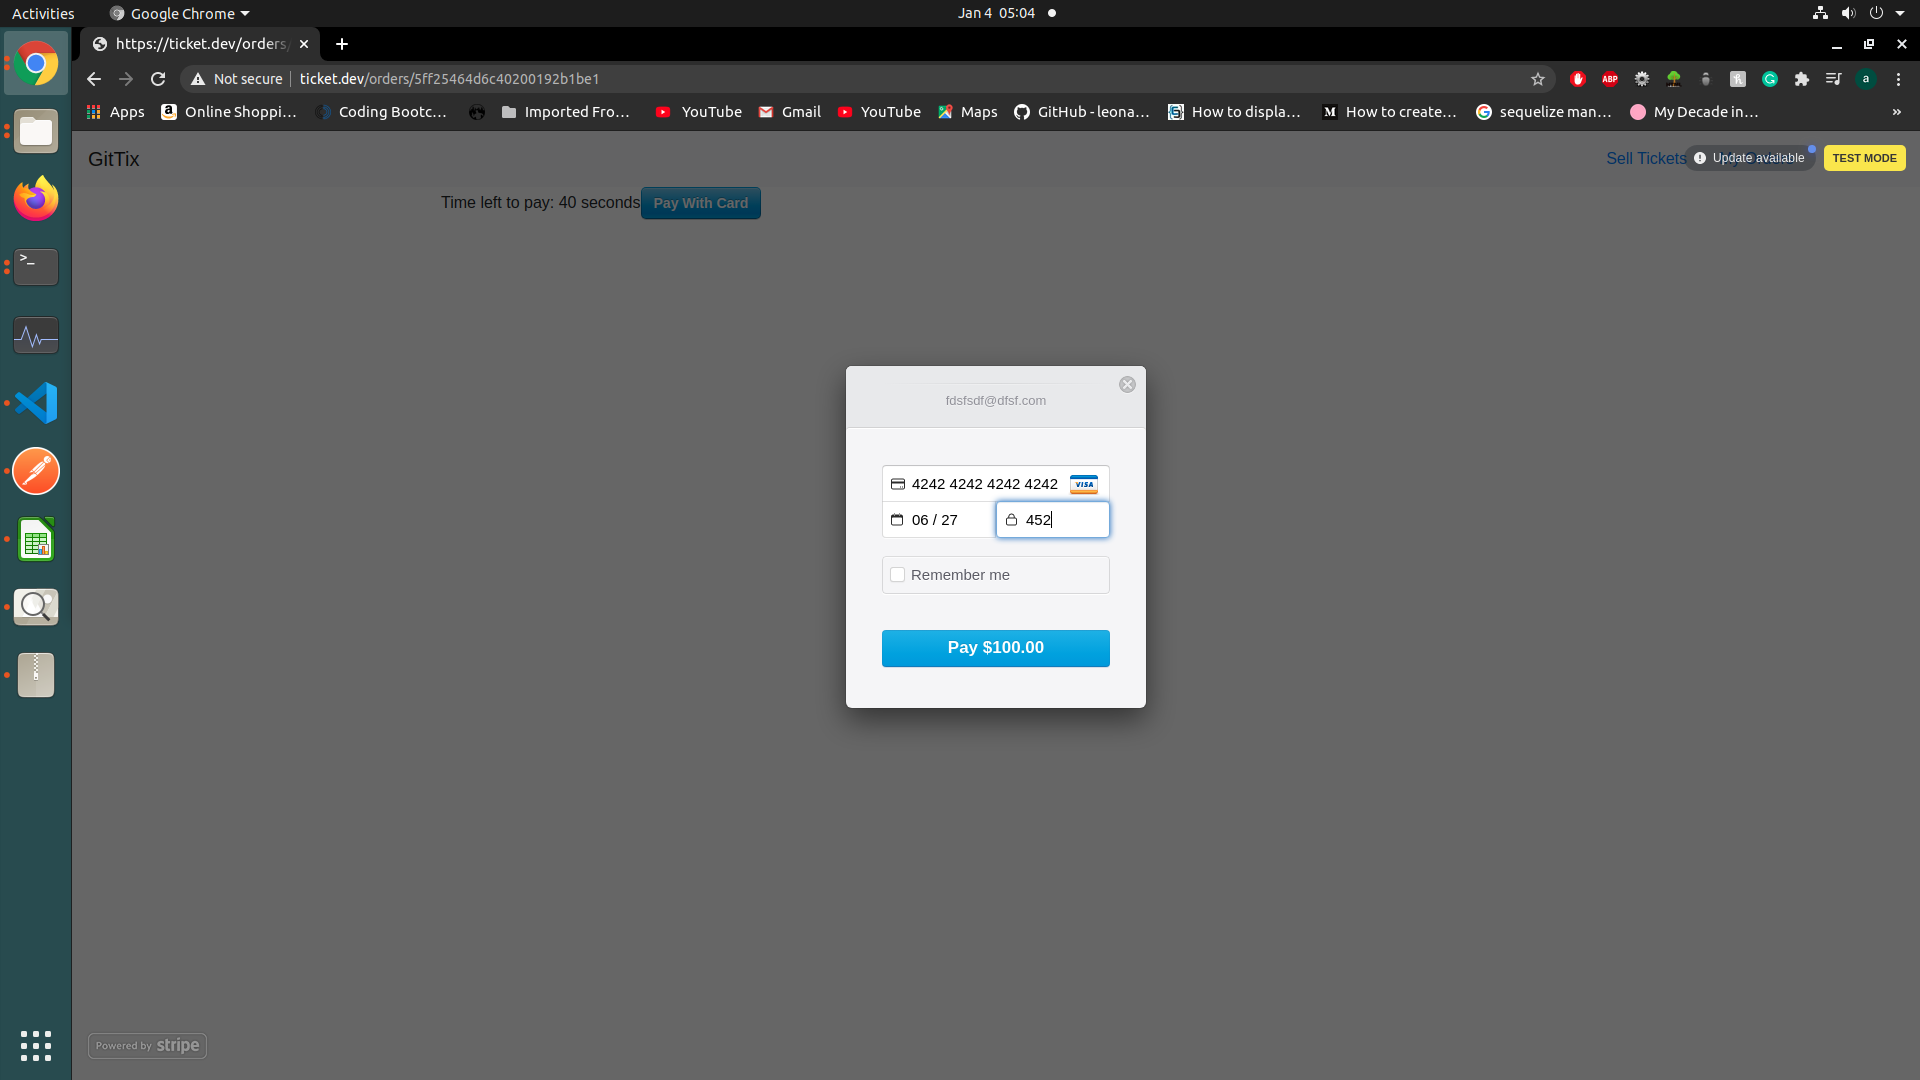 Activities
Google Chrome
Jan 4 05:04
https://ticket.dev/orders/
Not secure
ticket.dev/orders/5ff25464d6c40200192b1be1
ABP
a
Apps
Online Shoppi...
Coding Bootc...
Imported Fro...
YouTube
Gmail
YouTube
Maps
GitHub - leona...
How to displa...
How to create...
sequelize man...
My Decade in...
GitTix
Sell Tickets
Update available
TEST MODE
Time left to pay: 40 seconds
Pay With Card
fdsfsdf@dfsf.com
4242 4242 4242 4242
VISA
06 / 27
452
Remember me
Pay $100.00
Powered by stripe